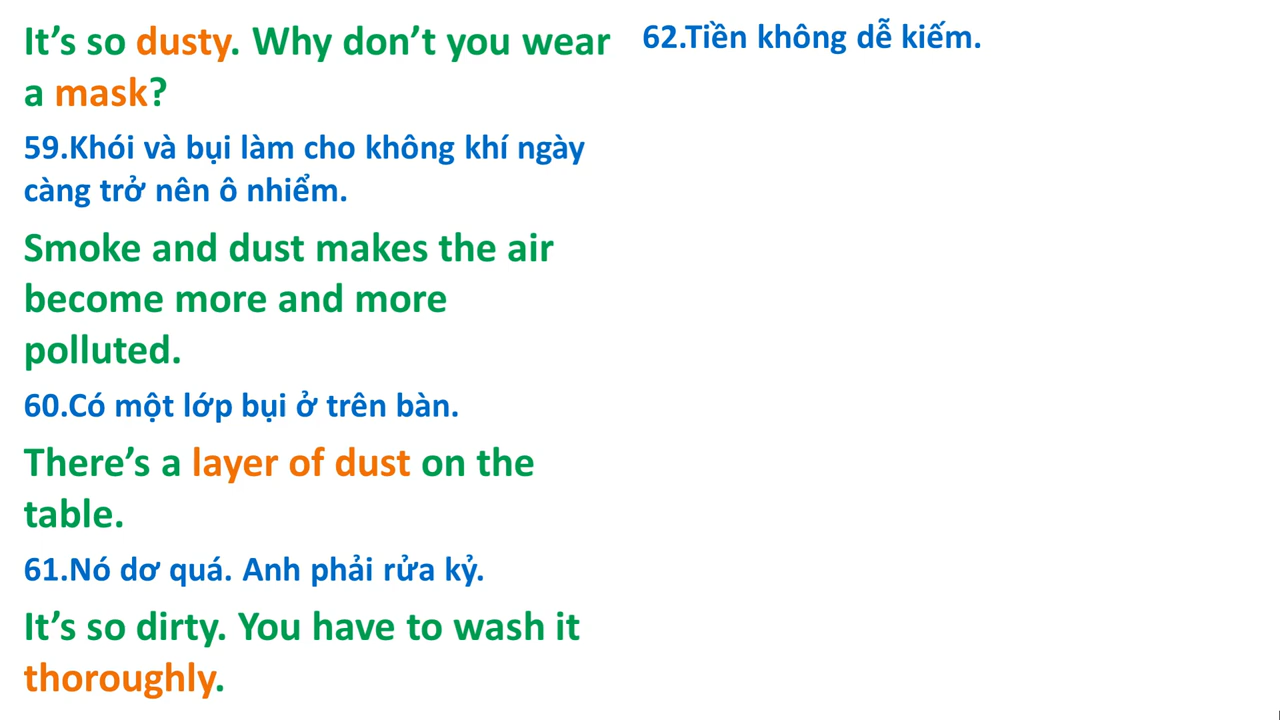 It’s so dusty. Why don’t you wear
a mask?
59.Khói và bụi làm cho không khí ngày
càng trở nên ô nhiểm.
Smoke and dust makes the air
become more and more
polluted.
60.Có một lớp bụi ở trên bàn.
There’s a layer of dust on the
table.
61.Nó dơ quá. Anh phải rửa kỷ.
It’s so dirty. You have to wash it
thoroughly.
62.Tiền không dễ kiếm.